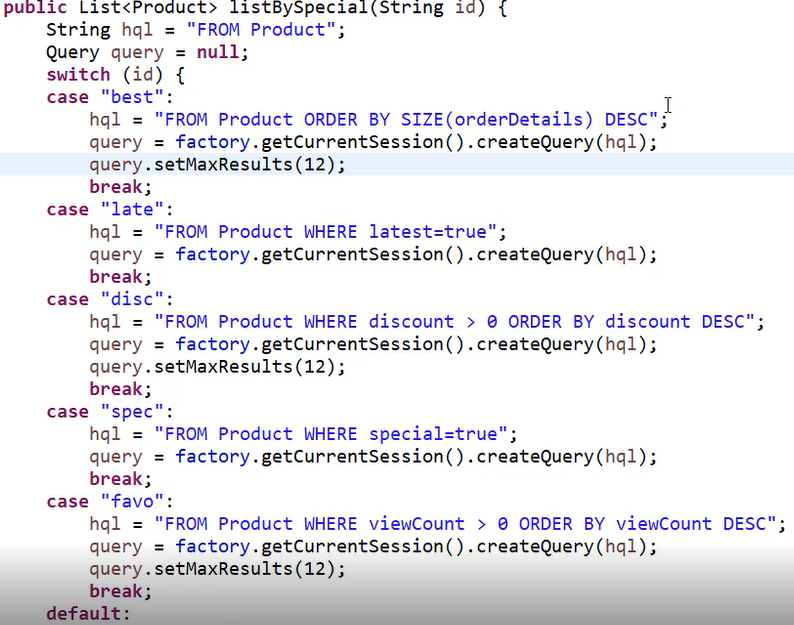 public List<Product> listBySpecial(String id) {
    String hql = "FROM Product";
    Query query = null;
    switch (id) {
    case "best":
        hql = "FROM Product ORDER BY SIZE(orderDetails) DESC";
        query = factory.getCurrentSession().createQuery(hql);
        query.setMaxResults(12);
        break;
    case "late":
        hql = "FROM Product WHERE latest=true";
        query = factory.getCurrentSession().createQuery(hql);
        break;
    case "disc":
        hql = "FROM Product WHERE discount > 0 ORDER BY discount DESC";
        query = factory.getCurrentSession().createQuery(hql);
        query.setMaxResults(12);
        break;
    case "spec":
        hql = "FROM Product WHERE special=true";
        query = factory.getCurrentSession().createQuery(hql);
        break;
    case "favo":
        hql = "FROM Product WHERE viewCount > 0 ORDER BY viewCount DESC";
        query = factory.getCurrentSession().createQuery(hql);
        query.setMaxResults(12);
        break;
    default: